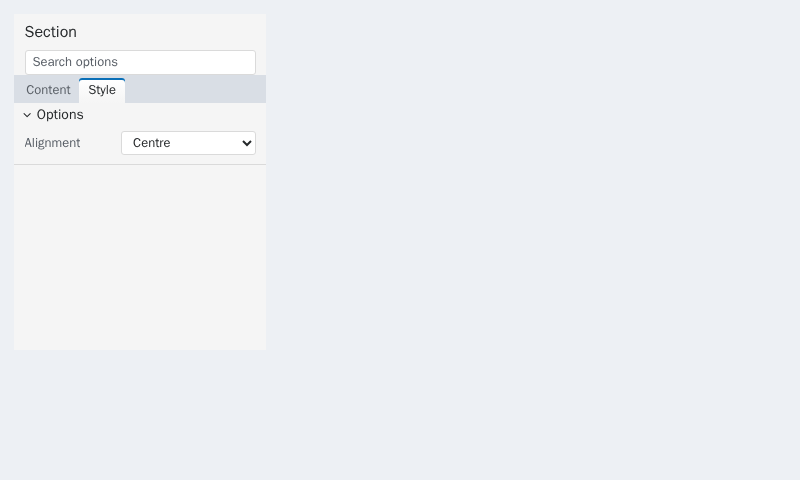 Section
Search options
Content Style
Options
Alignment Centre